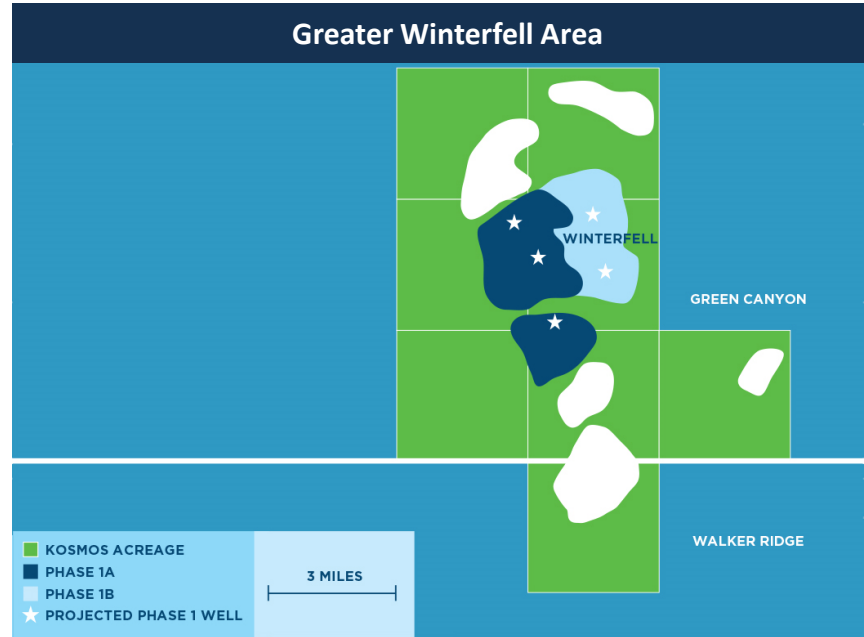 Greater Winterfell Area
WINTERFELL
GREEN CANYON
WALKER RIDGE
KOSMOS ACREAGE
PHASE 1A
PHASE 1B
PROJECTED PHASE 1 WELL
3 MILES